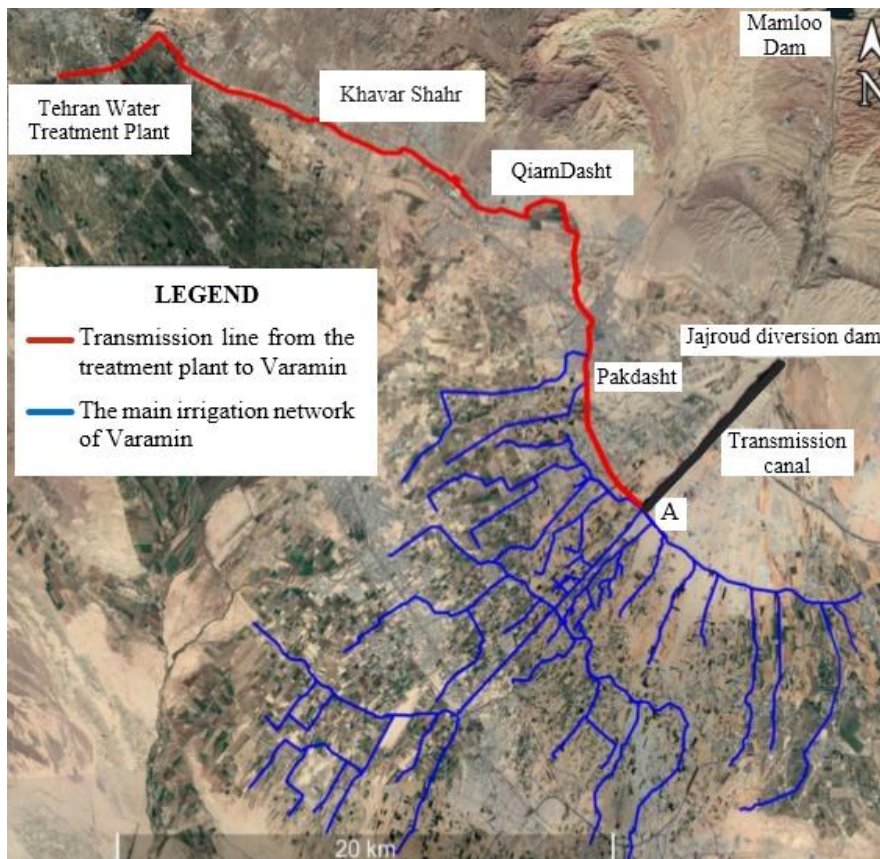 Mamloo
Dam
N
Tehran Water
Treatment Plant
Khavar Shahr
QiamDasht
LEGEND
Transmission line from the
treatment plant to Varamin
The main irrigation network
of Varamin
Jajroud diversion dam
Pakdasht
Transmission
canal
A
20 km